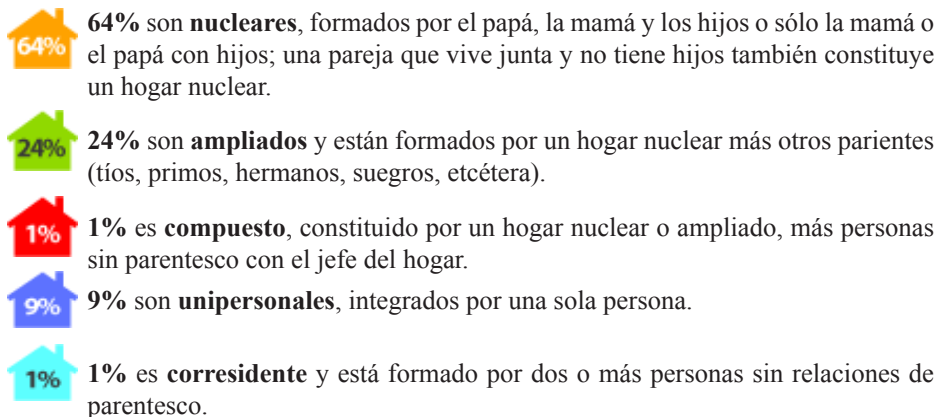 64% 64% son nucleares, formados por el papá, la mamá y los hijos o sólo la mamá o
el papá con hijos; una pareja que vive junta y no tiene hijos también constituye
un hogar nuclear.
24% 24% son ampliados y están formados por un hogar nuclear más otros parientes
(tíos, primos, hermanos, suegros, etcétera).
1% 1% es compuesto, constituido por un hogar nuclear o ampliado, más personas
sin parentesco con el jefe del hogar.
9% 9% son unipersonales, integrados por una sola persona.
1% 1% es corresidente y está formado por dos o más personas sin relaciones de
parentesco.